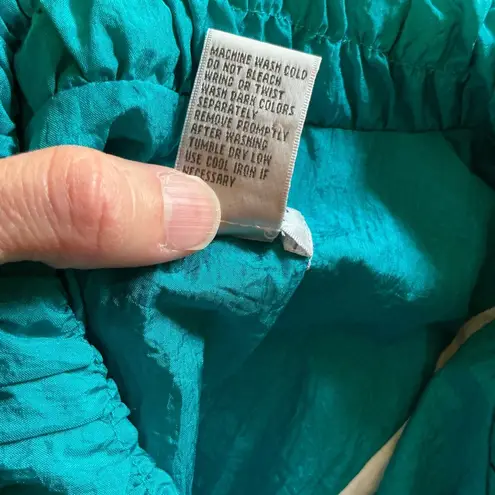 MACHINE WASH COLD
DO NOT BLEACH
WRING OR TWIST
WASH DARK COLORS
SEPARATELY
REMOVE PROMPTLY
AFTER WASHING
TUMBLE DRY LOW
USE COOL IRON IF
NECESSARY